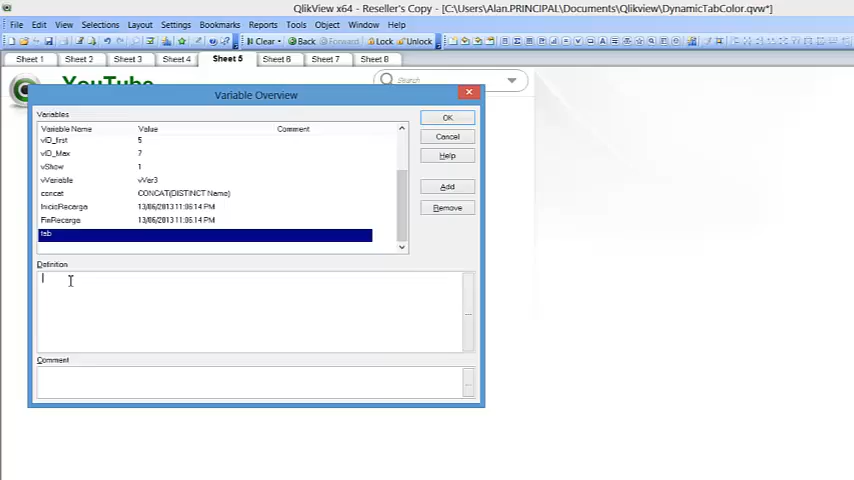 QlikView x64 - Reseller's Copy - [C:\Users\Alan.PRINCIPAL\Documents\Qlikview\DynamicTabColor.qvw*]
File Edit View Selections Layout Settings Bookmarks Reports Tools Object Window Help
Clear Back Forward Lock Unlock
Sheet 1 Sheet 2 Sheet 3 Sheet 4 Sheet 5 Sheet 6 Sheet 7 Sheet 8
YouTube
Search
Variable Overview
Variables
Variable Name Value Comment
vID_first 5
vID_Max 7
vShow 1
vVariable vVar3
concat CONCAT(DISTINCT Name)
InicioRecarga 13/06/2013 11:06:14 PM
FinRecarga 13/06/2013 11:06:14 PM
tab
OK
Cancel
Help
Add
Remove
Definition
Comment
...
...